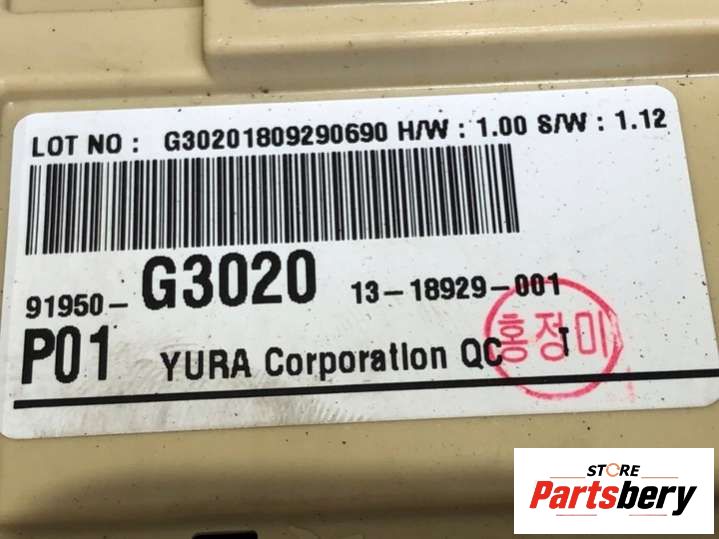 LOT NO : G30201809290690 H/W : 1.00 S/W : 1.12
91950-G3020 13-18929-001
P01 YURA Corporation QC T
홍정미
STORE
Partsbery